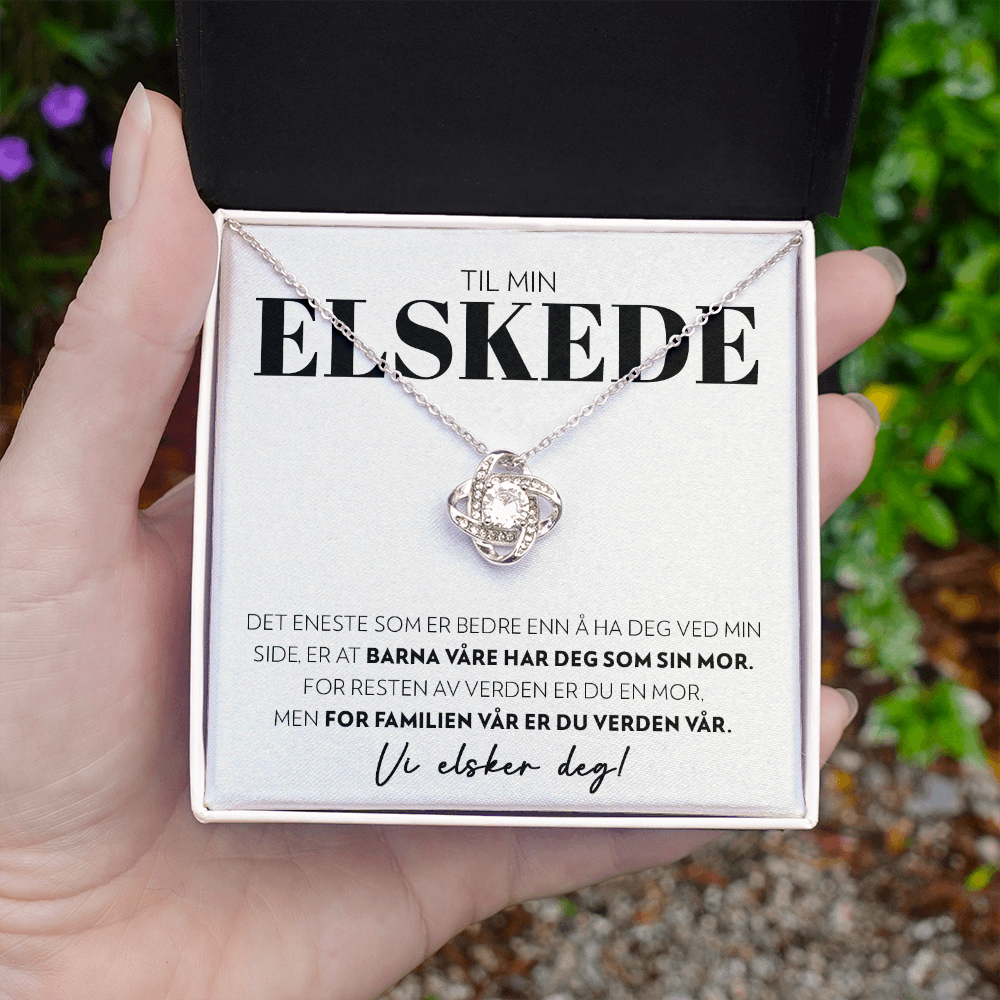 TIL MIN
ELSKEDE
DET ENESTE SOM ER BEDRE ENN Å HA DEG VED MIN
SIDE, ER AT BARNA VÅRE HAR DEG SOM SIN MOR.
FOR RESTEN AV VERDEN ER DU EN MOR,
MEN FOR FAMILIEN VÅR ER DU VERDEN VÅR.
Vi elsker deg!